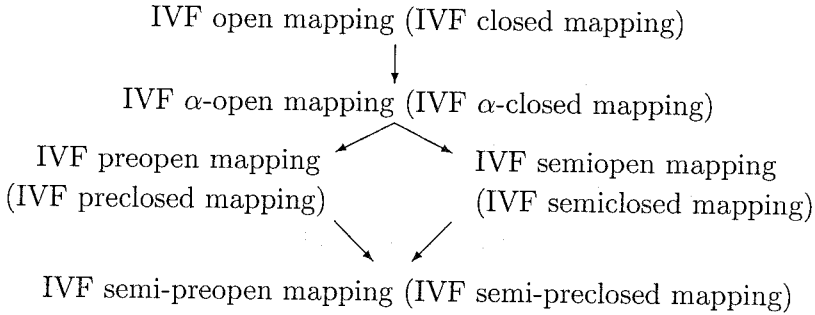 IVF open mapping (IVF closed mapping)
IVF α-open mapping (IVF α-closed mapping)
IVF preopen mapping
(IVF preclosed mapping)
IVF semiopen mapping
(IVF semiclosed mapping)
IVF semi-preopen mapping (IVF semi-preclosed mapping)